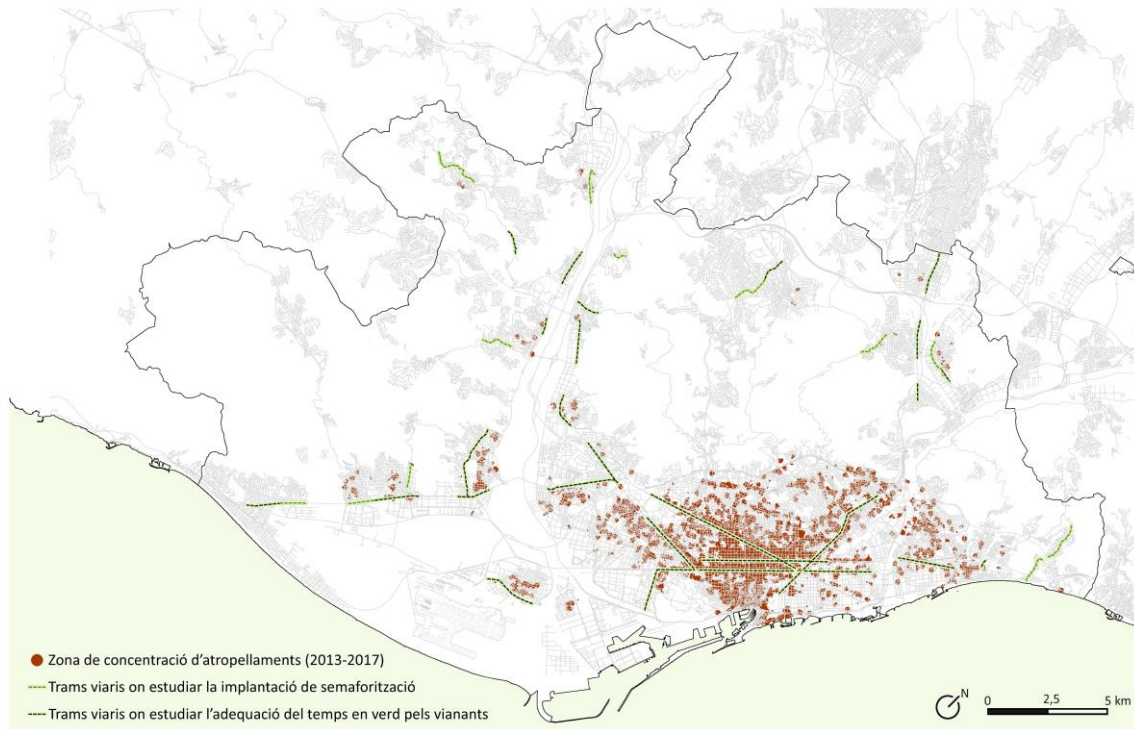 Zona de concentració d'atropellaments (2013-2017)
Trams viaris on estudiar la implantació de semaforització
Trams viaris on estudiar l'adequació del temps en verd pels vianants
N
0 2,5 5 km